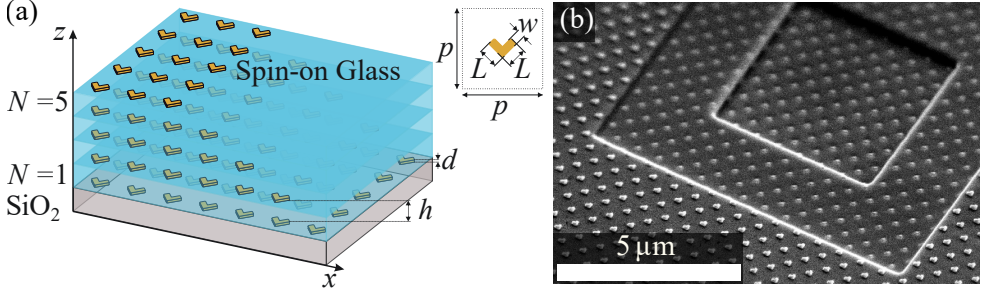 (a)
z
Spin-on Glass
N = 5
N = 1
SiO₂
d
h
x
p
w
L
L
p
(b)
5 µm